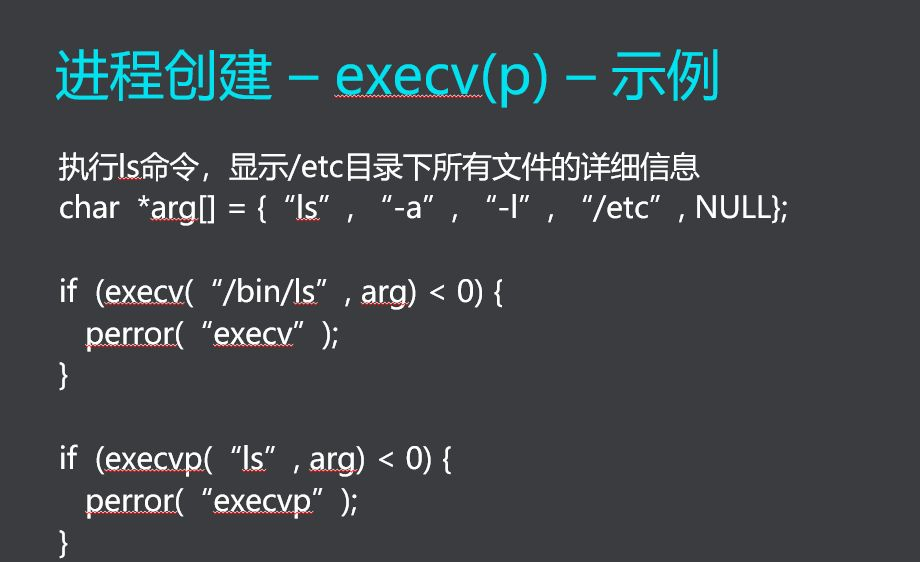 进程创建 – execv(p) – 示例
执行ls命令，显示/etc目录下所有文件的详细信息
char *arg[] = {“ls”, “-a”, “-l”, “/etc”, NULL};
if (execv(“/bin/ls”, arg) < 0) {
perror(“execv”);
}
if (execvp(“ls”, arg) < 0) {
perror(“execvp”);
}